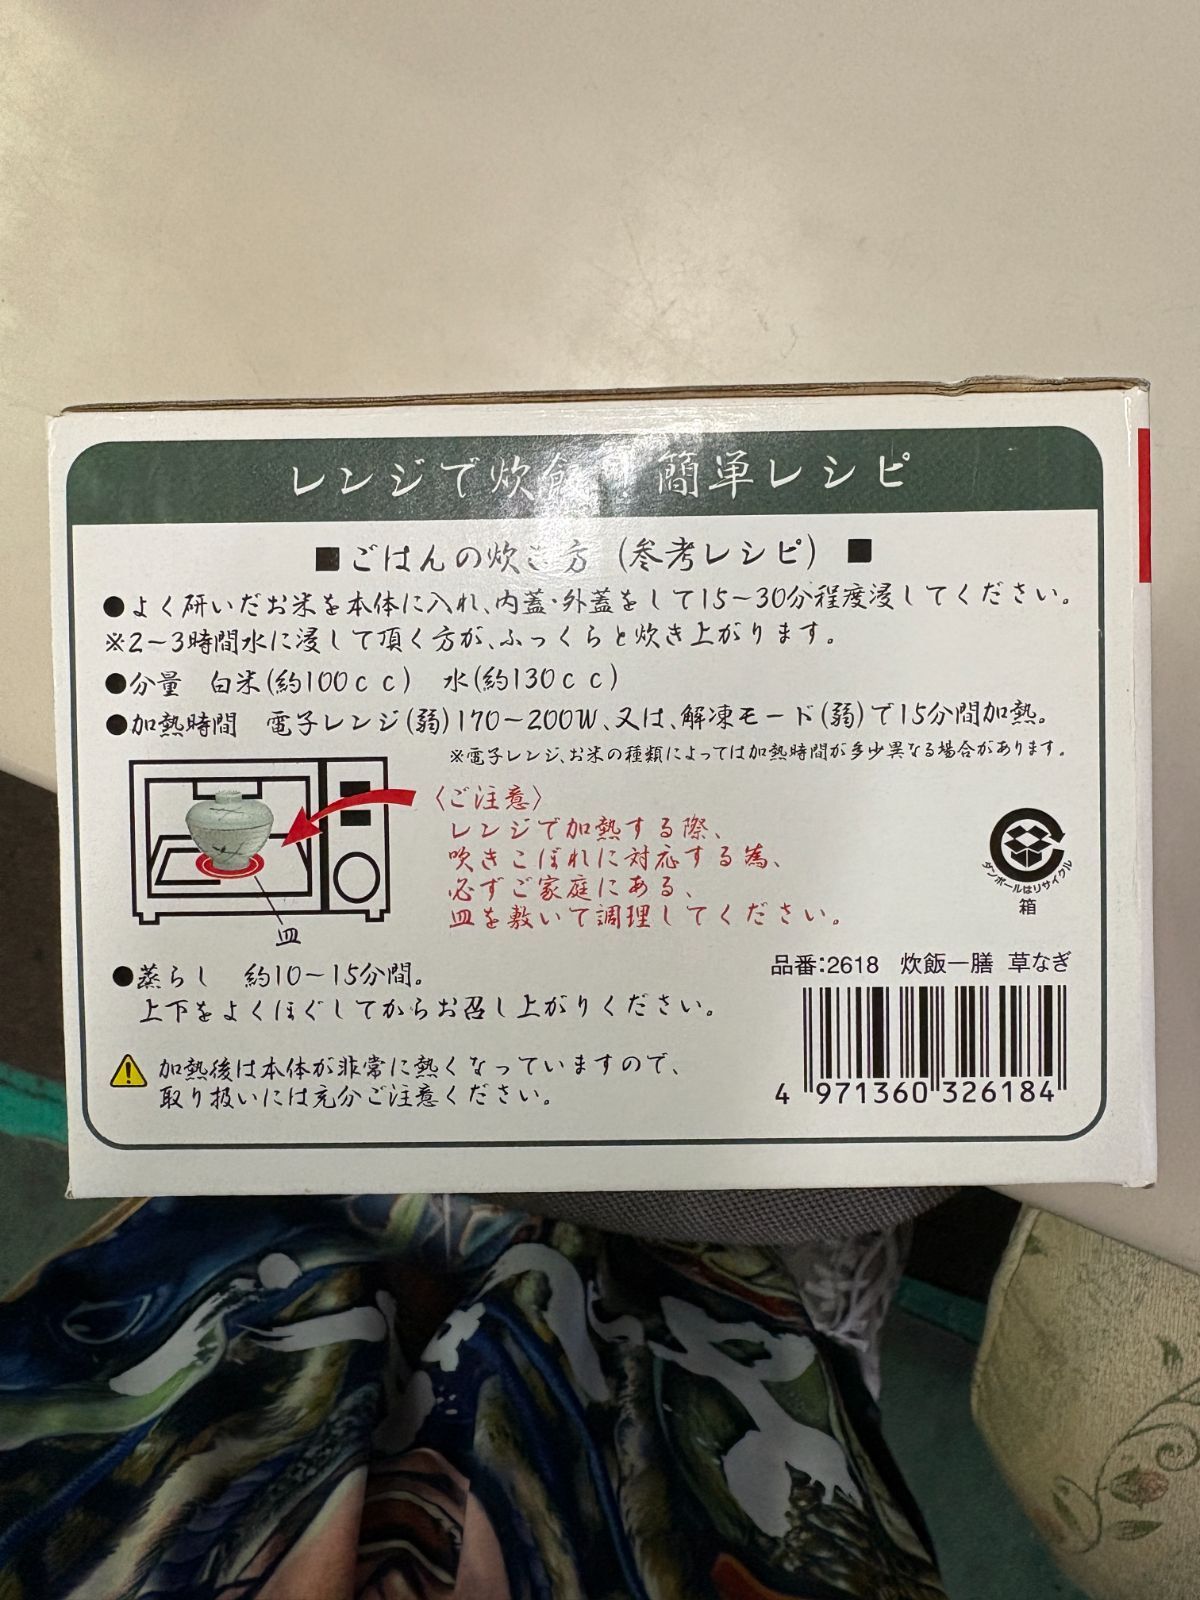 レンジで炊飯 簡単レシピ
■ごはんの炊き方(参考レシピ)■
●よく研いだお米を本体に入れ、内蓋・外蓋をして15～30分程度浸してください。
※2～3時間水に浸して頂く方が、ふっくらと炊き上がります。
●分量 白米(約100cc) 水(約130cc)
●加熱時間 電子レンジ(弱)170～200W、又は、解凍モード(弱)で15分間加熱。
※電子レンジ、お米の種類によっては加熱時間が多少異なる場合があります。
〈ご注意〉
レンジで加熱する際、
吹きこぼれに対応する為、
必ずご家庭にある、
皿を敷いて調理してください。
皿
ダンボールはリサイクル
箱
●蒸らし 約10～15分間。
上下をよくほぐしてからお召し上がりください。
加熱後は本体が非常に熱くなっていますので、
取り扱いには充分ご注意ください。
品番:2618 炊飯一膳 草なぎ
4 971360 326184